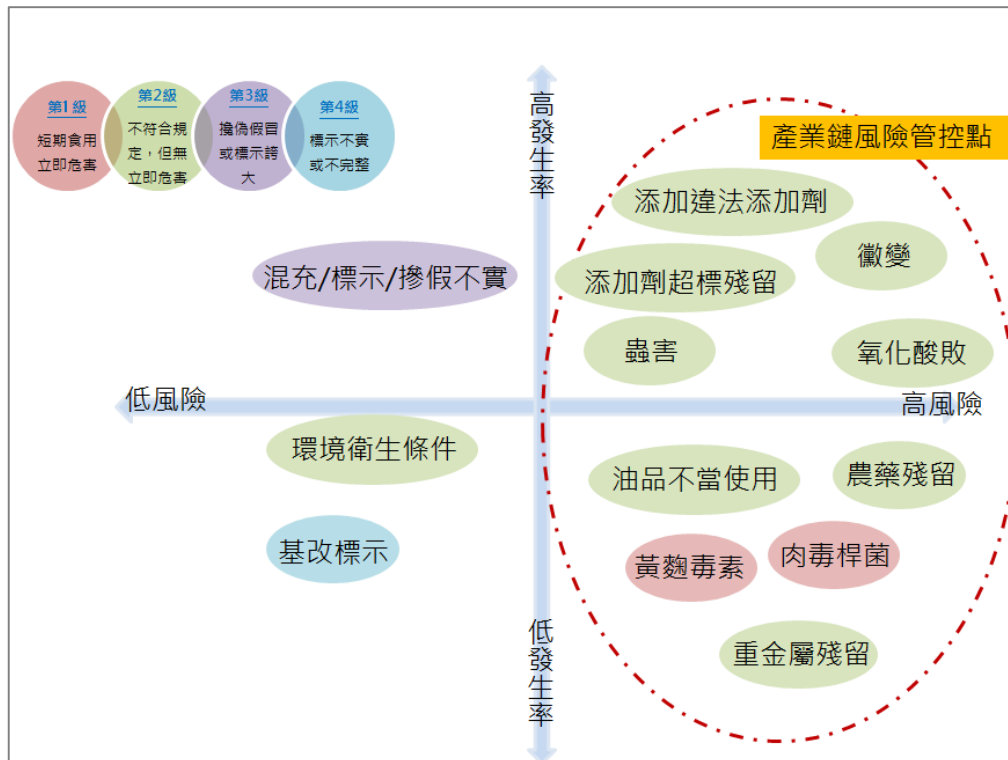 第1級
短期食用
立即危害
第2級
不符合規
定，但無
立即危害
第3級
攙偽假冒
或標示誇
大
第4級
標示不實
或不完整
高發生率
產業鏈風險管控點
添加違法添加劑
黴變
混充/標示/摻假不實
添加劑超標殘留
蟲害
氧化酸敗
低風險
高風險
環境衛生條件
油品不當使用
農藥殘留
基改標示
黃麴毒素
肉毒桿菌
低發生率
重金屬殘留